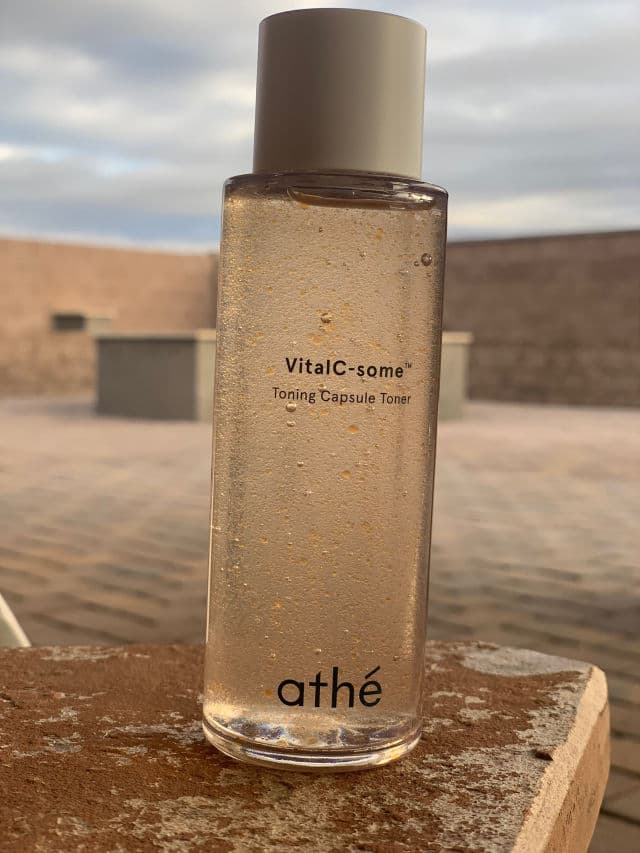 VitalC-some™
Toning Capsule Toner
athé